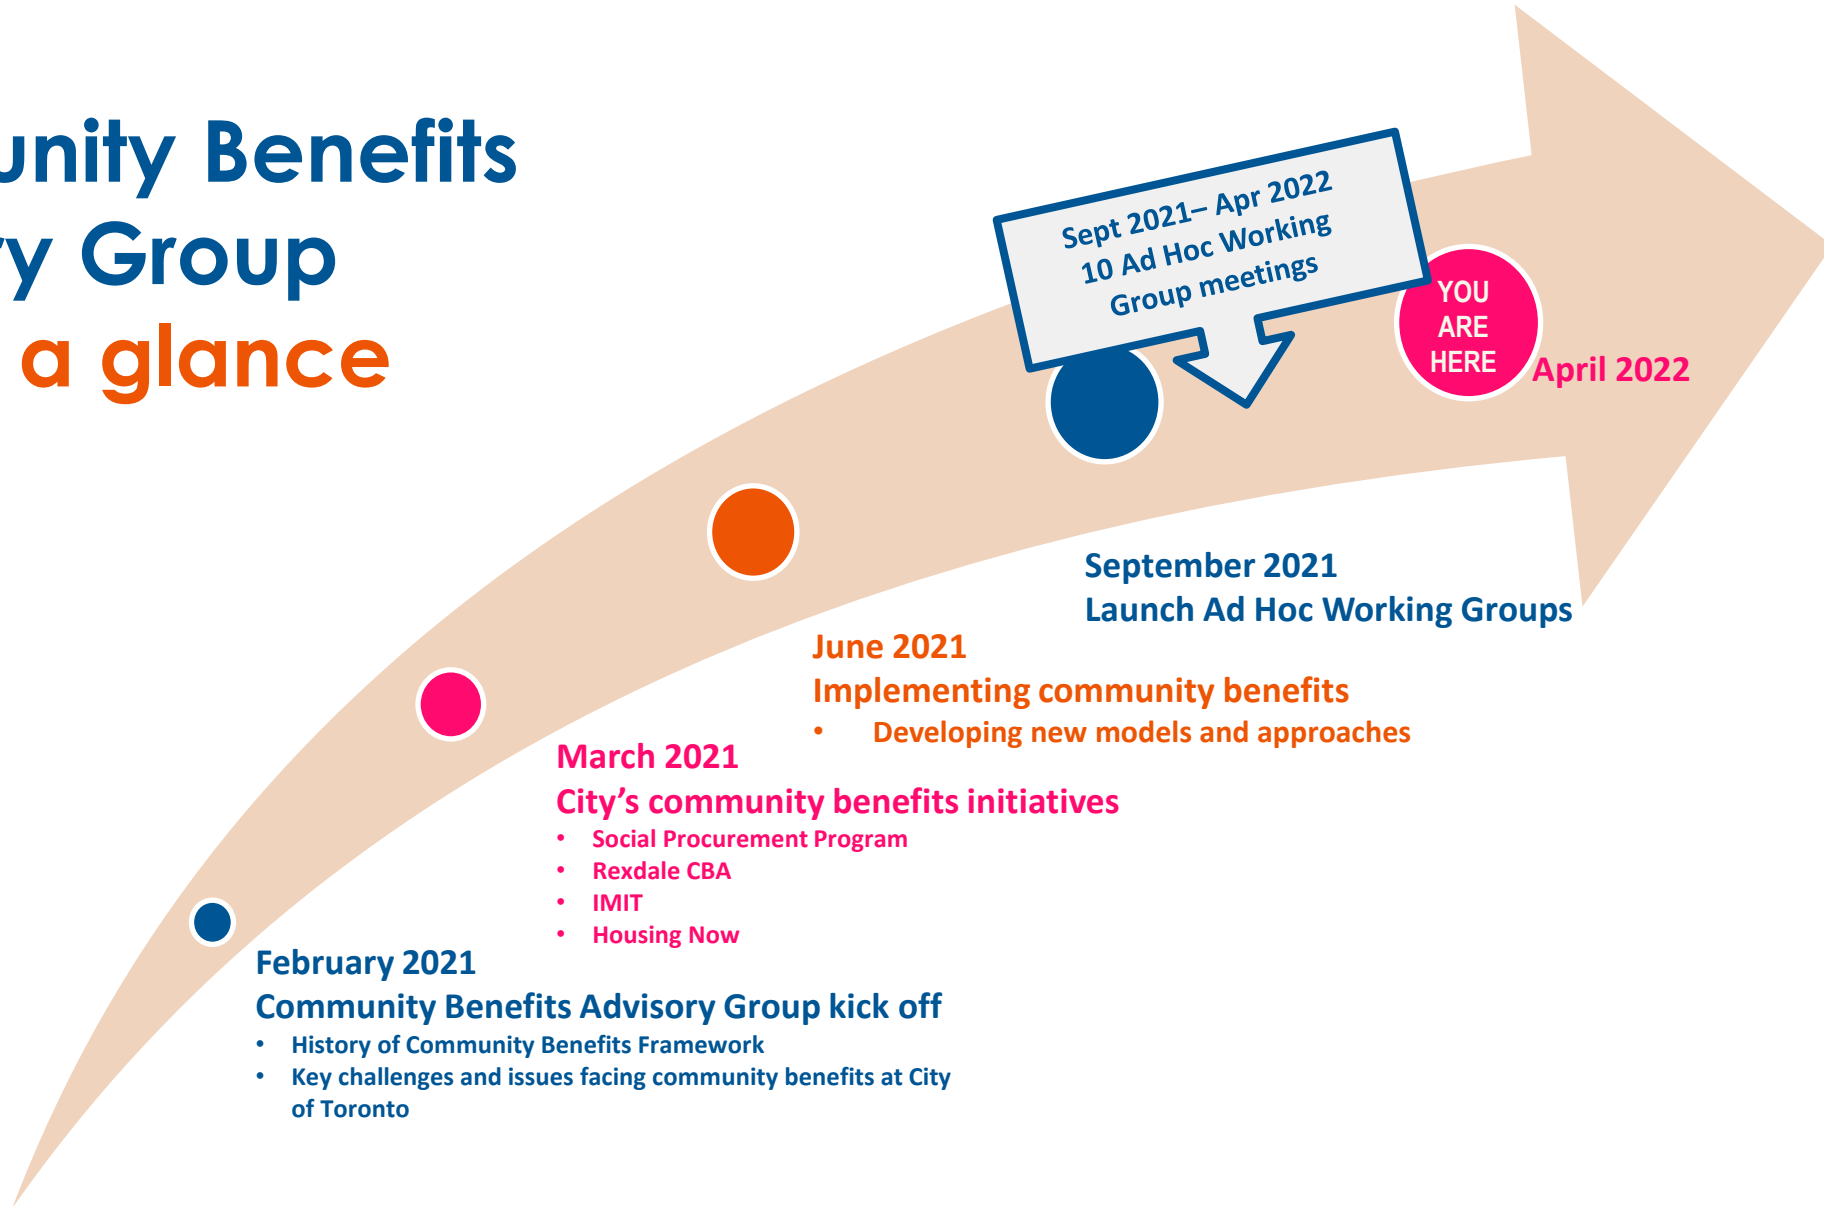 unity Benefits
ry Group
a glance
Sept 2021– Apr 2022
10 Ad Hoc Working
Group meetings
YOU
ARE
HERE
April 2022
September 2021
Launch Ad Hoc Working Groups
June 2021
Implementing community benefits
• Developing new models and approaches
March 2021
City’s community benefits initiatives
• Social Procurement Program
• Rexdale CBA
• IMIT
• Housing Now
February 2021
Community Benefits Advisory Group kick off
• History of Community Benefits Framework
• Key challenges and issues facing community benefits at City
of Toronto